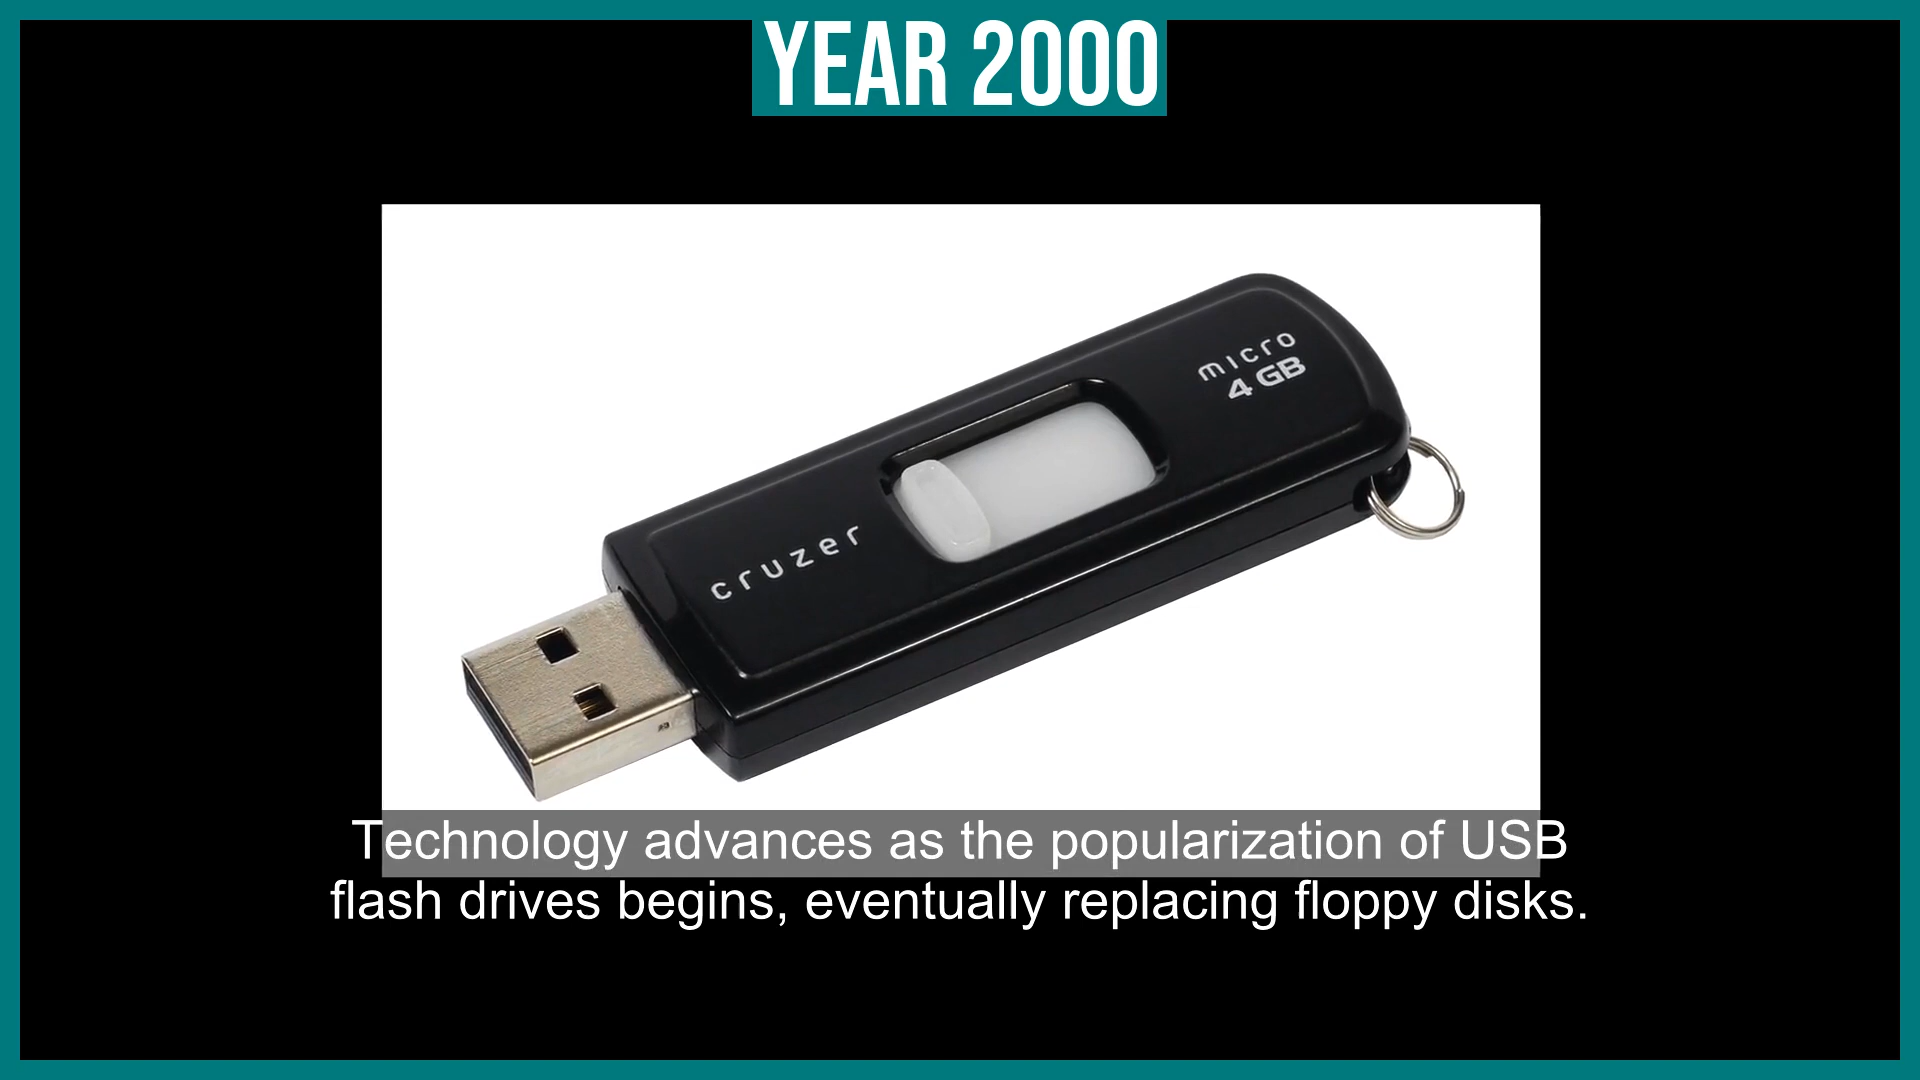 YEAR 2000
micro
4 GB
cruzer
Technology advances as the popularization of USB
flash drives begins, eventually replacing floppy disks.